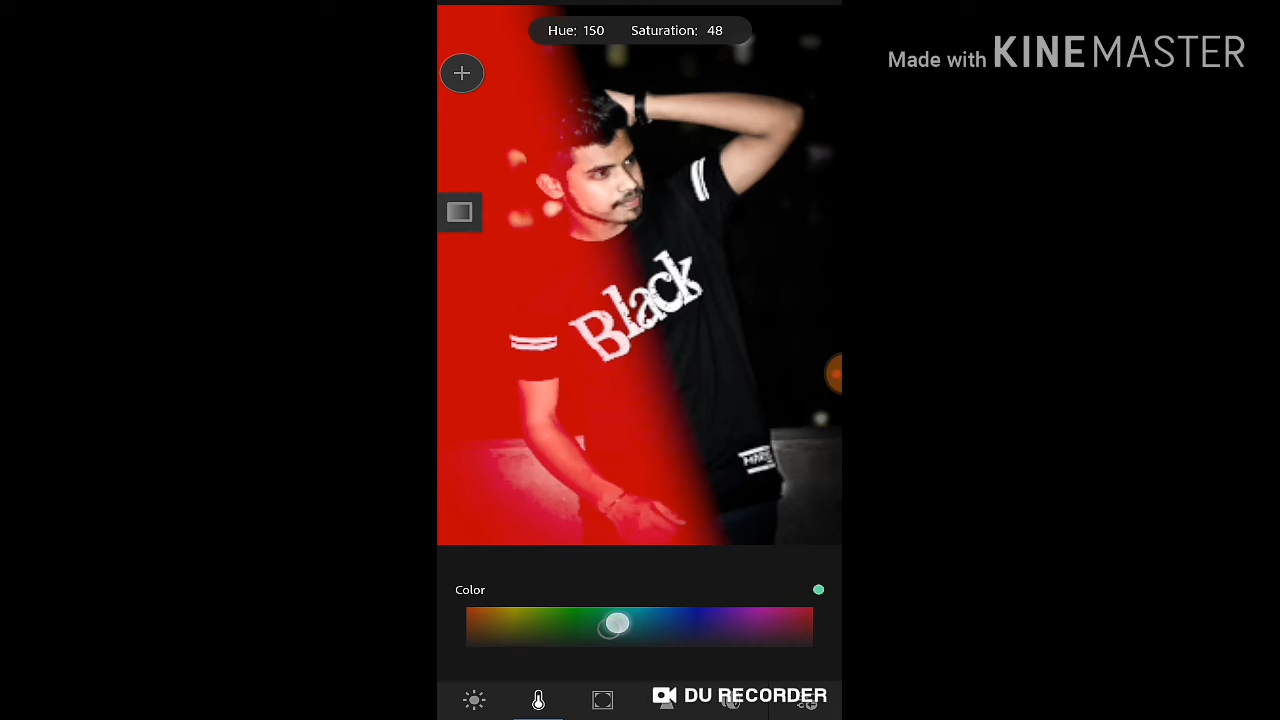 Hue: 150 Saturation: 48
Made with KINEMASTER
Black
Color
DU RECORDER